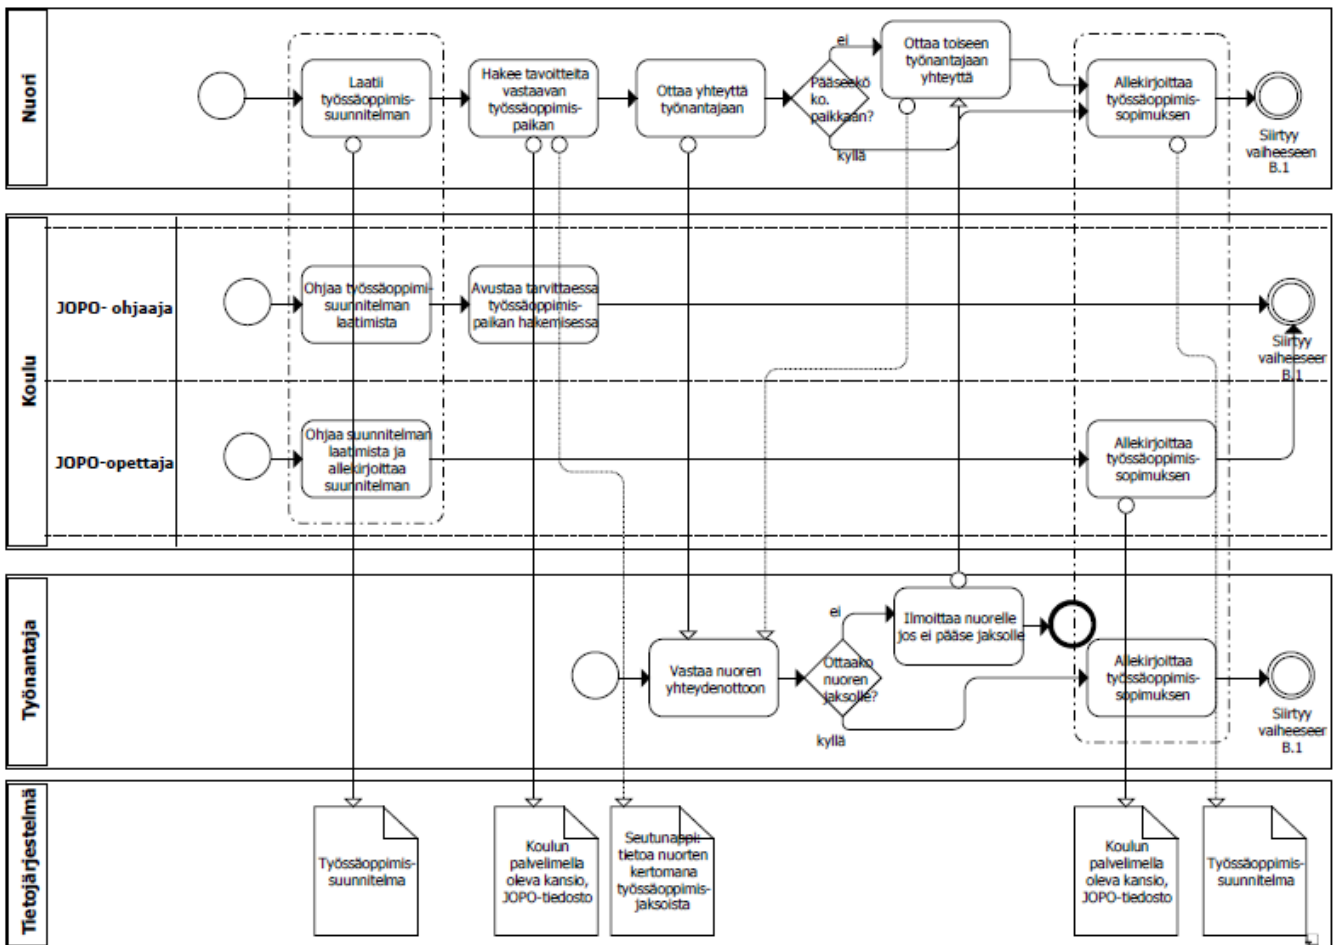 Nuori
Laatii
työssäoppimis-
suunnitelman
Hakee tavoitteita
vastaavan
työssäoppimis-
paikan
Ottaa yhteyttä
työnantajaan
Pääseekö
ko.
paikkaan?
ei
kyllä
Ottaa toiseen
työnantajaan
yhteyttä
Allekirjoittaa
työssäoppimis-
sopimuksen
Siirtyy
vaiheeseen
B.1
Koulu
JOPO- ohjaaja
Ohjaa työssäoppimi-
suunnitelman
laatimista
Avustaa tarvittaessa
työssäoppimis-
paikan hakemisessa
Siirtyy
vaiheeseer
B.1
JOPO-opettaja
Ohjaa suunnitelman
laatimista ja
allekirjoittaa
suunnitelman
Allekirjoittaa
työssäoppimis-
sopimuksen
Työnantaja
Vastaa nuoren
yhteydenottoon
Ottaako
nuoren
jaksolle?
ei
kyllä
Ilmoittaa nuorelle
jos ei pääse jaksolle
Allekirjoittaa
työssäoppimis-
sopimuksen
Siirtyy
vaiheeseer
B.1
Tietojärjestelmä
Työssäoppimis-
suunnitelma
Koulun
palvelimella
oleva kansio,
JOPO-tiedosto
Seutunappi:
tietoa nuorten
kertomana
työssäoppimis-
jaksoista
Koulun
palvelimella
oleva kansio,
JOPO-tiedosto
Työssäoppimis-
suunnitelma